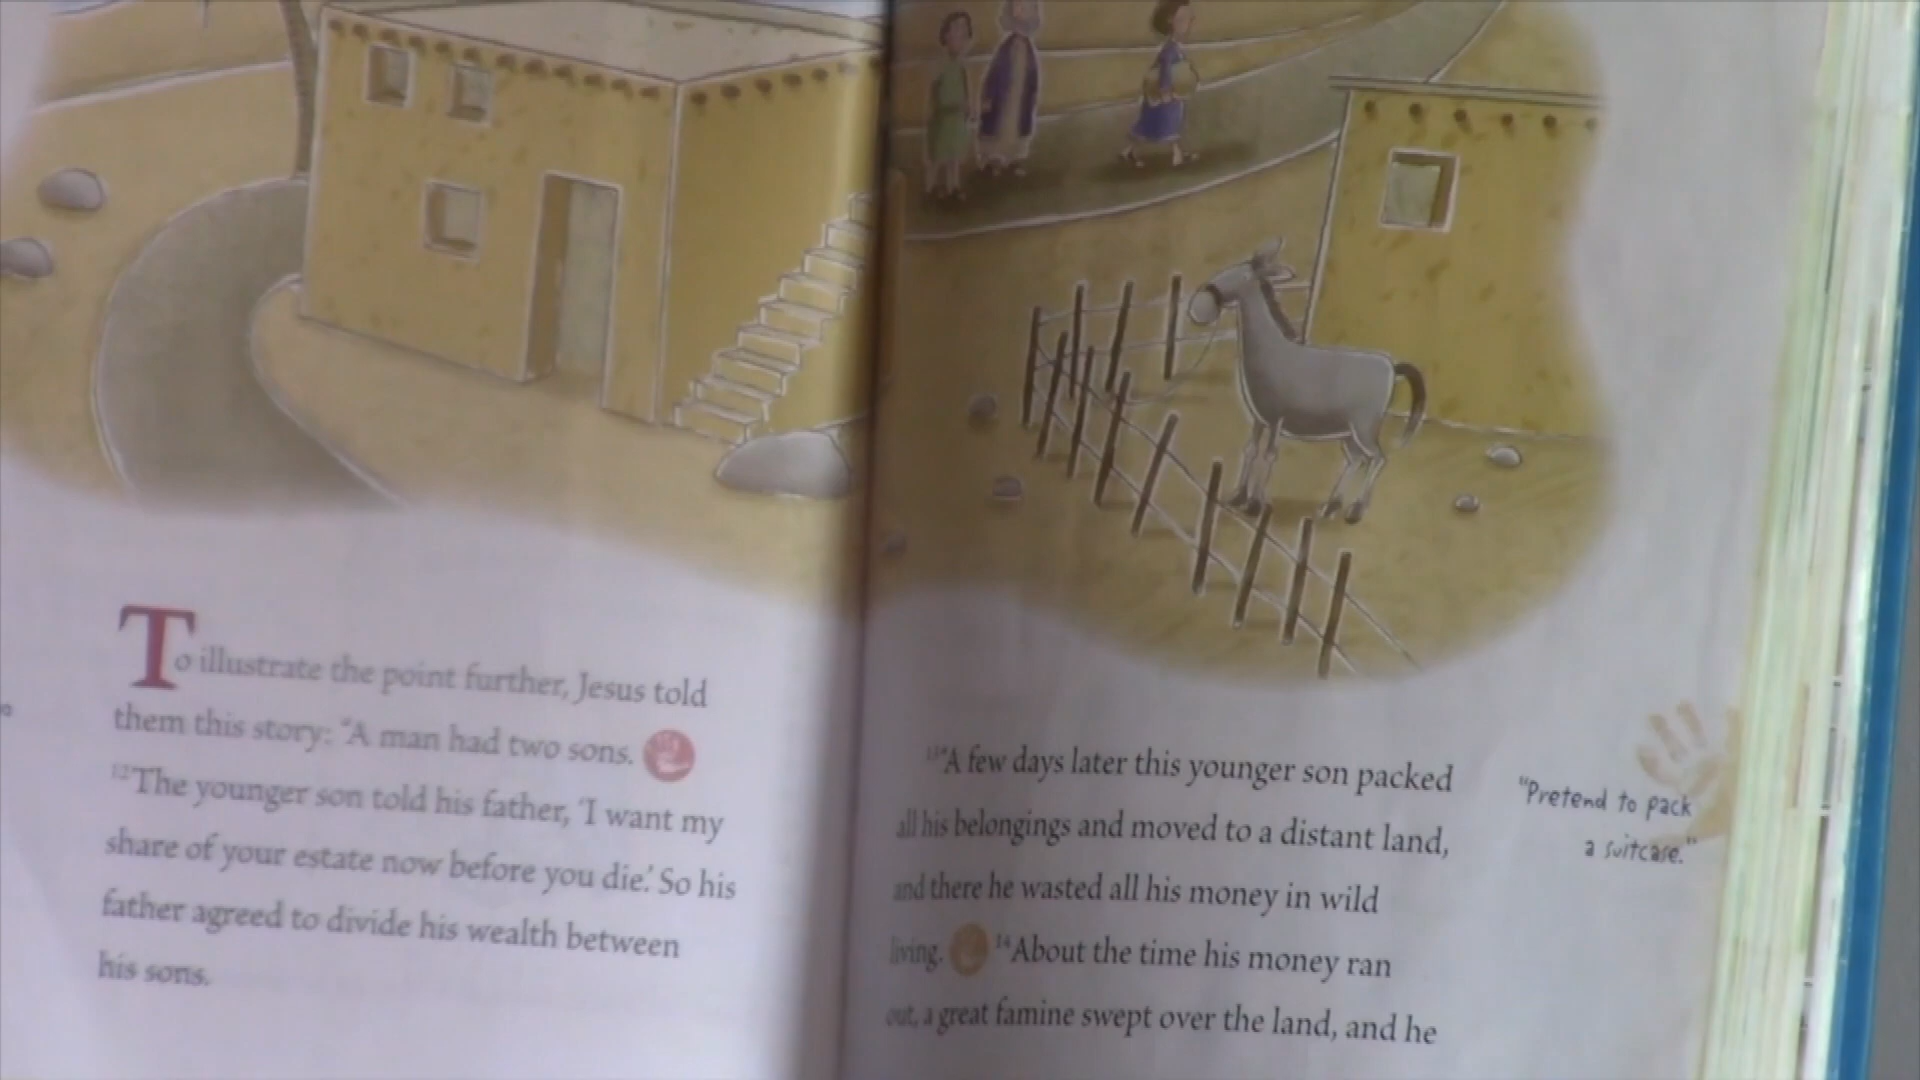 To illustrate the point further, Jesus told
them this story: “A man had two sons.
12“The younger son told his father, ‘I want my
share of your estate now before you die.’ So his
father agreed to divide his wealth between
his sons.
13“A few days later this younger son packed
all his belongings and moved to a distant land,
and there he wasted all his money in wild
living. 14About the time his money ran
out, a great famine swept over the land, and he
“Pretend to pack
a suitcase.”